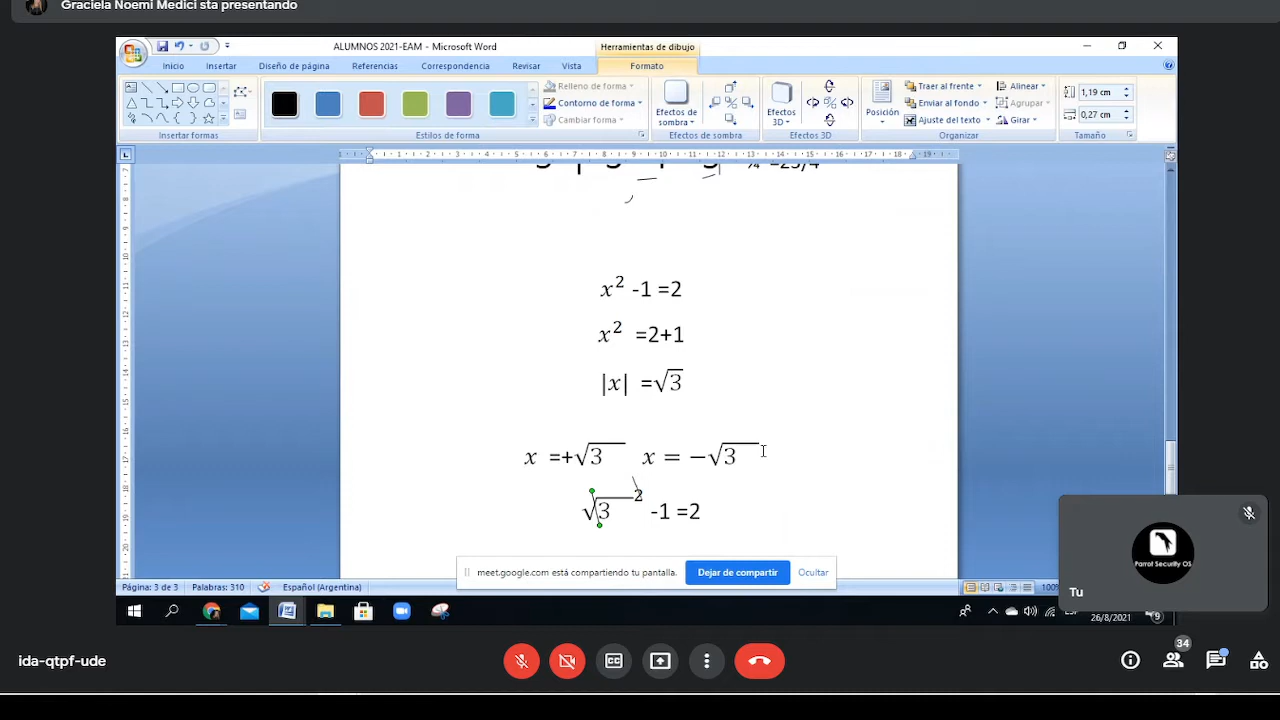 Graciela Noemi Medici sta presentando
ALUMNOS 2021-EAM - Microsoft Word
Herramientas de dibujo
Inicio Insertar Diseño de página Referencias Correspondencia Revisar Vista Formato
Relleno de forma
Contorno de forma
Cambiar forma
Efectos de sombra
Efectos 3D
Posición
Traer al frente
Enviar al fondo
Ajuste del texto
Alinear
Agrupar
Girar
1,19 cm
0,27 cm
Insertar formas Estilos de forma Efectos de sombra Efectos 3D Organizar Tamaño
x² -1 =2
x² =2+1
|x| =√3
x =+√3 x = −√3
√3² -1 =2
meet.google.com está compartiendo tu pantalla. Dejar de compartir Ocultar
Parrot Security OS
Tu
Página: 3 de 3 Palabras: 310 Español (Argentina) 100%
26/8/2021
ida-qtpf-ude
34